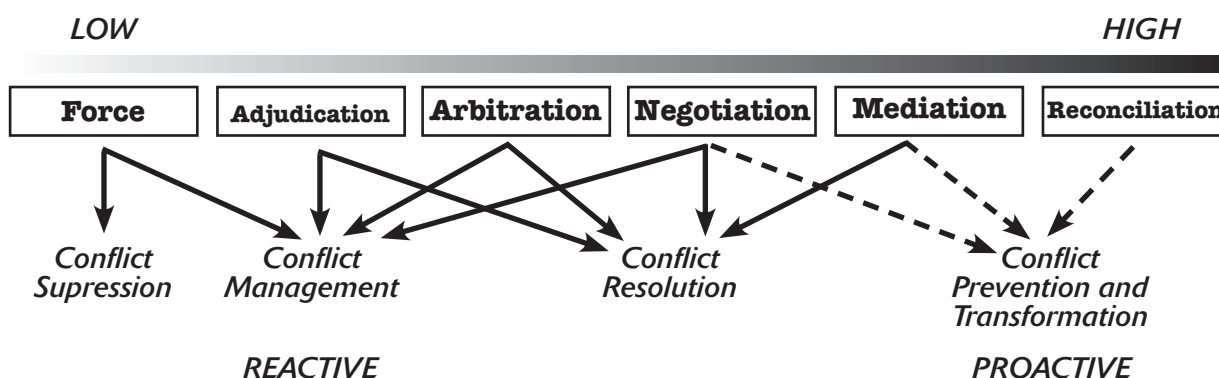 LOW HIGH
Force Adjudication Arbitration Negotiation Mediation Reconciliation
Conflict Conflict Conflict Conflict
Supression Management Resolution Prevention and
Transformation
REACTIVE PROACTIVE